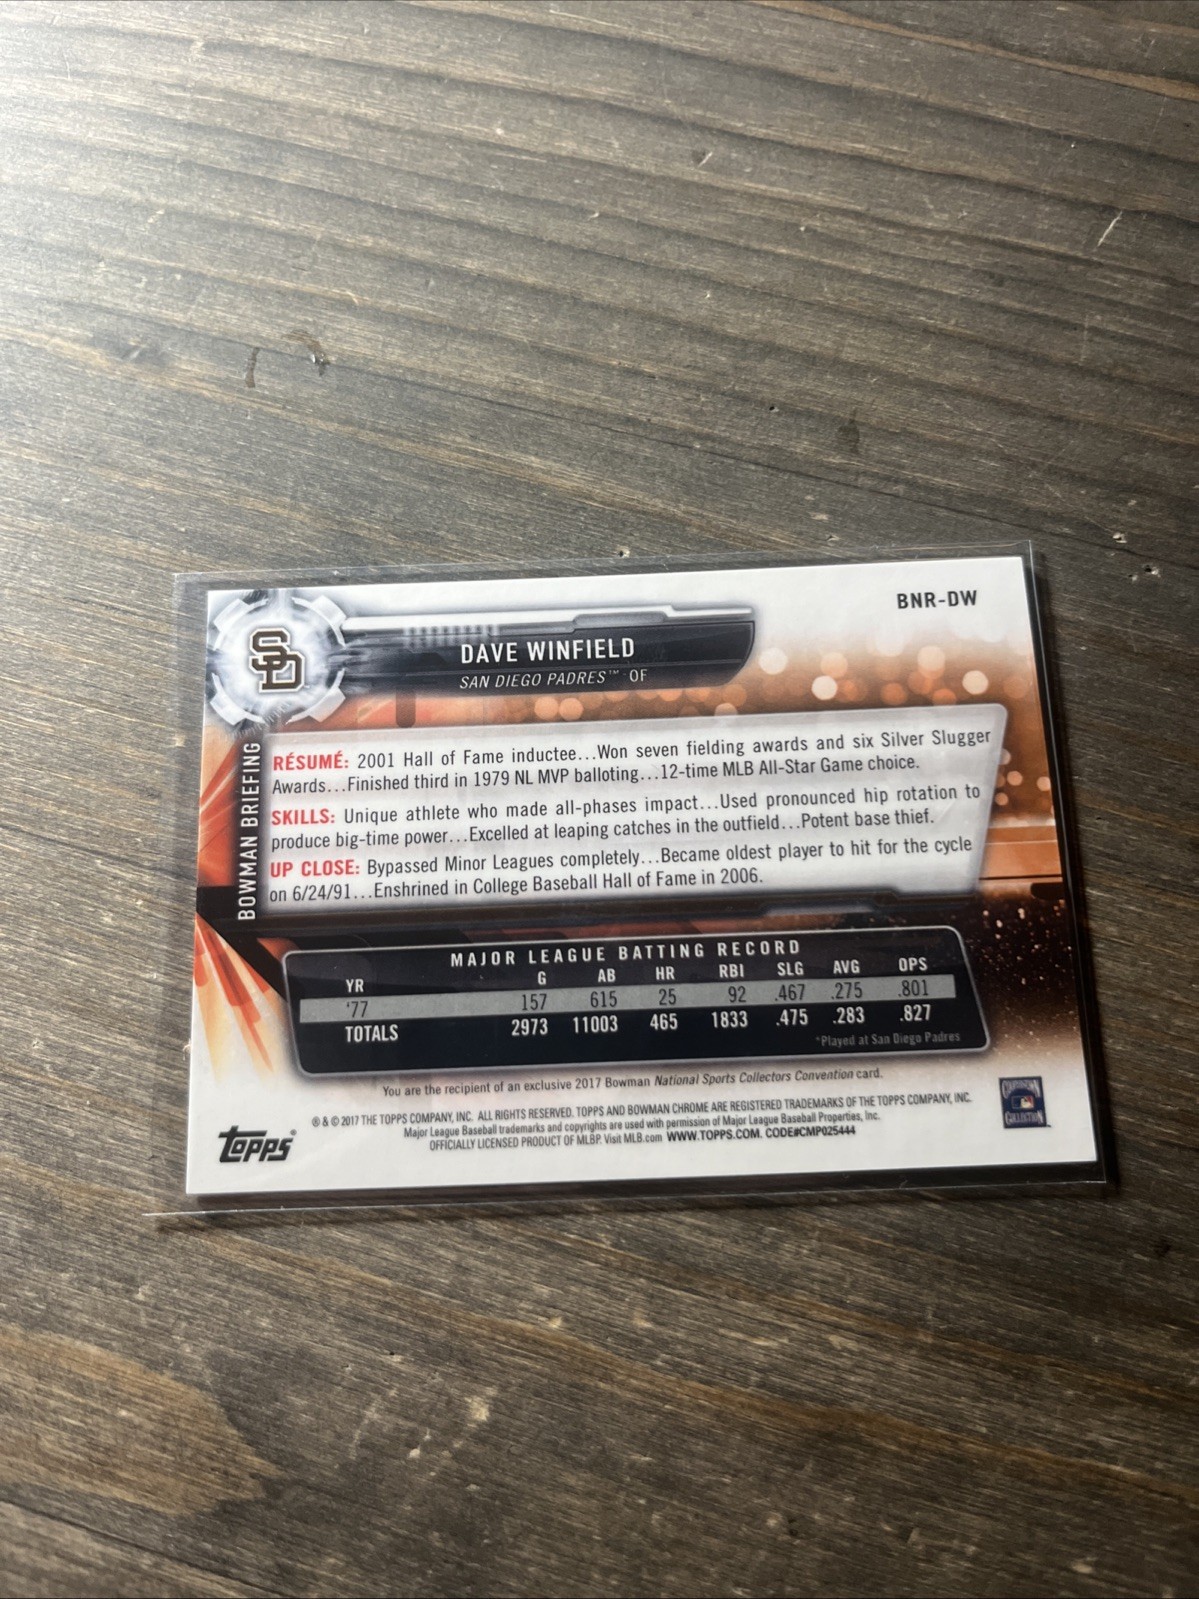 BNR-DW
SD
DAVE WINFIELD
SAN DIEGO PADRES™ OF
BOWMAN BRIEFING
RÉSUMÉ: 2001 Hall of Fame inductee...Won seven fielding awards and six Silver Slugger
Awards...Finished third in 1979 NL MVP balloting...12-time MLB All-Star Game choice.
SKILLS: Unique athlete who made all-phases impact...Used pronounced hip rotation to
produce big-time power...Excelled at leaping catches in the outfield...Potent base thief.
UP CLOSE: Bypassed Minor Leagues completely...Became oldest player to hit for the cycle
on 6/24/91...Enshrined in College Baseball Hall of Fame in 2006.
MAJOR LEAGUE BATTING RECORD
YR G AB HR RBI SLG AVG OPS
'77 157 615 25 92 .467 .275 .801
TOTALS 2973 11003 465 1833 .475 .283 .827
*Played at San Diego Padres
You are the recipient of an exclusive 2017 Bowman National Sports Collectors Convention card.
® & © 2017 THE TOPPS COMPANY, INC. ALL RIGHTS RESERVED. TOPPS AND BOWMAN CHROME ARE REGISTERED TRADEMARKS OF THE TOPPS COMPANY, INC.
Major League Baseball trademarks and copyrights are used with permission of Major League Baseball Properties, Inc.
OFFICIALLY LICENSED PRODUCT OF MLBP. Visit MLB.com WWW.TOPPS.COM. CODE#CMP025444
TOPPS®
COOPERSTOWN
COLLECTION